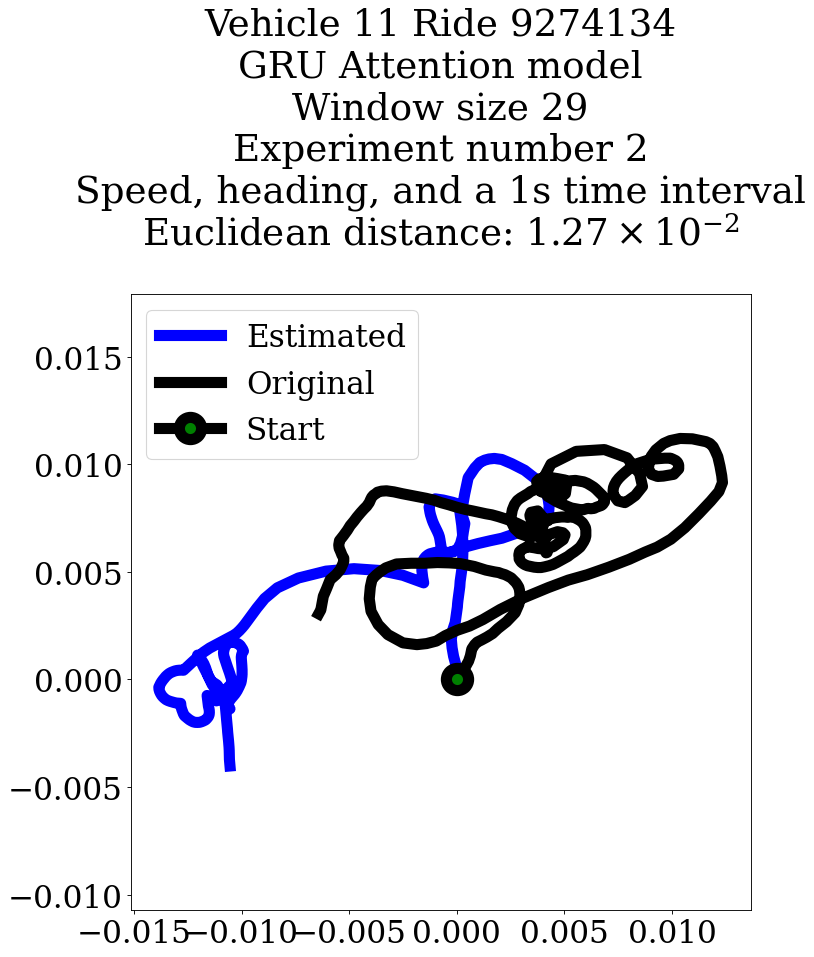 Vehicle 11 Ride 9274134
GRU Attention model
Window size 29
Experiment number 2
Speed, heading, and a 1s time interval
Euclidean distance: 1.27 × 10⁻²
Estimated
Original
Start
0.015
0.010
0.005
0.000
−0.005
−0.010
−0.015 −0.010 −0.005 0.000 0.005 0.010